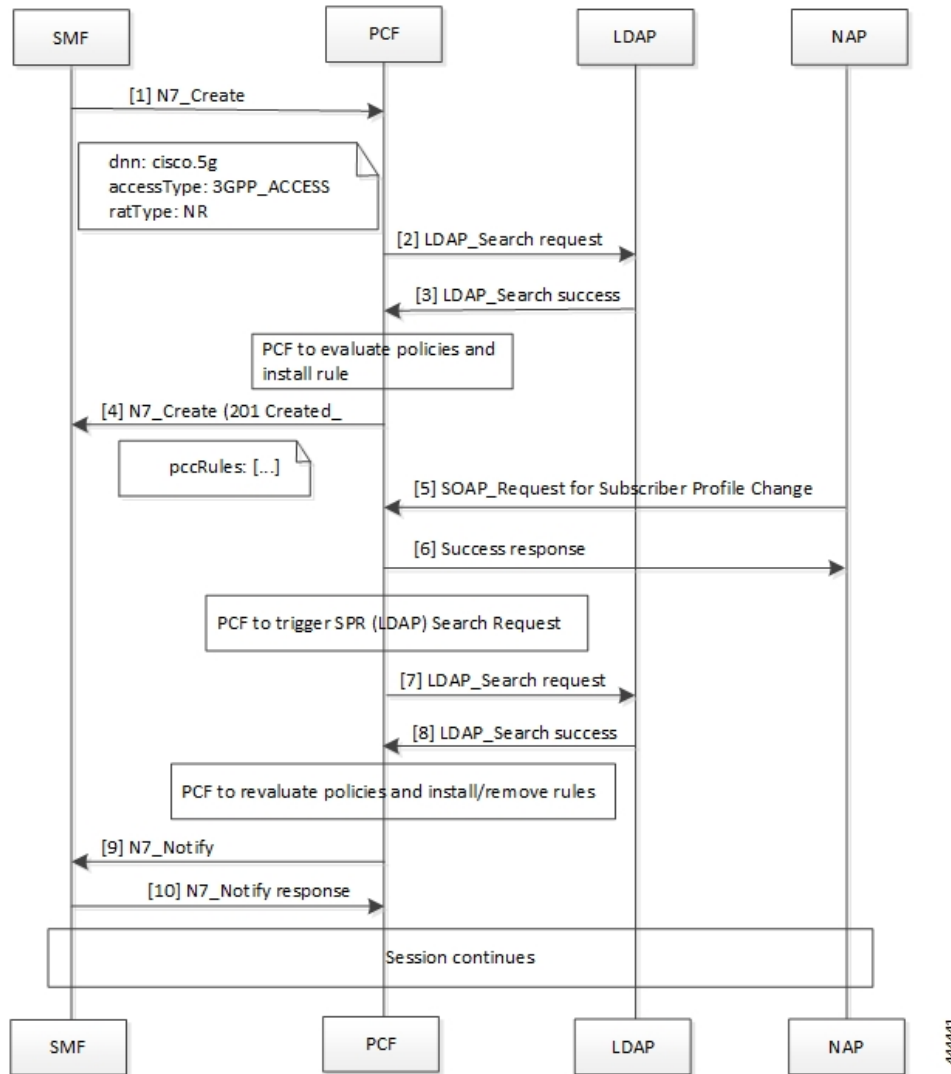 SMF
PCF
LDAP
NAP
[1] N7_Create
dnn: cisco.5g
accessType: 3GPP_ACCESS
ratType: NR
[2] LDAP_Search request
[3] LDAP_Search success
PCF to evaluate policies and
install rule
[4] N7_Create (201 Created_
pccRules: [...]
[5] SOAP_Request for Subscriber Profile Change
[6] Success response
PCF to trigger SPR (LDAP) Search Request
[7] LDAP_Search request
[8] LDAP_Search success
PCF to revaluate policies and install/remove rules
[9] N7_Notify
[10] N7_Notify response
Session continues
SMF
PCF
LDAP
NAP